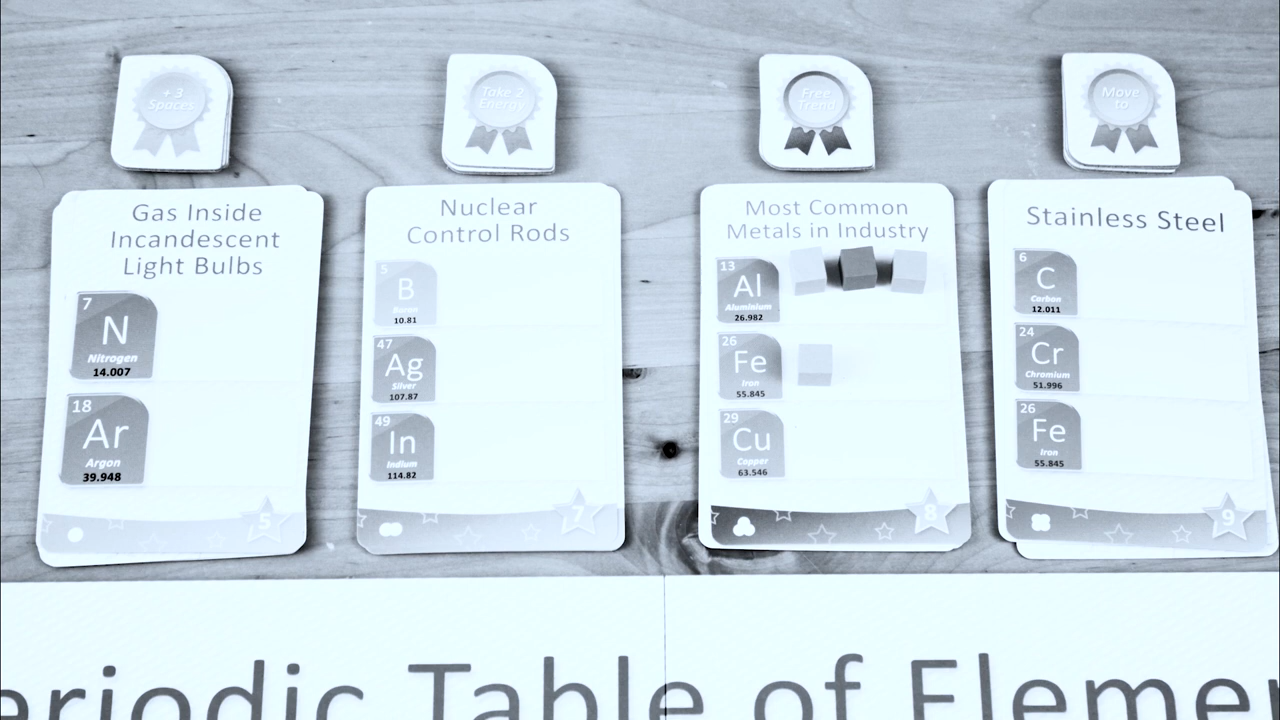 + 3
Spaces
Take 2
Energy
Free
Trend
Move
to
Gas Inside
Incandescent
Light Bulbs
7
N
Nitrogen
14.007
18
Ar
Argon
39.948
5
Nuclear
Control Rods
5
B
Boron
10.81
47
Ag
Silver
107.87
49
In
Indium
114.82
7
Most Common
Metals in Industry
13
Al
Aluminium
26.982
26
Fe
Iron
55.845
29
Cu
Copper
63.546
8
Stainless Steel
6
C
Carbon
12.011
24
Cr
Chromium
51.996
26
Fe
Iron
55.845
9
eriodic Table of Elemen